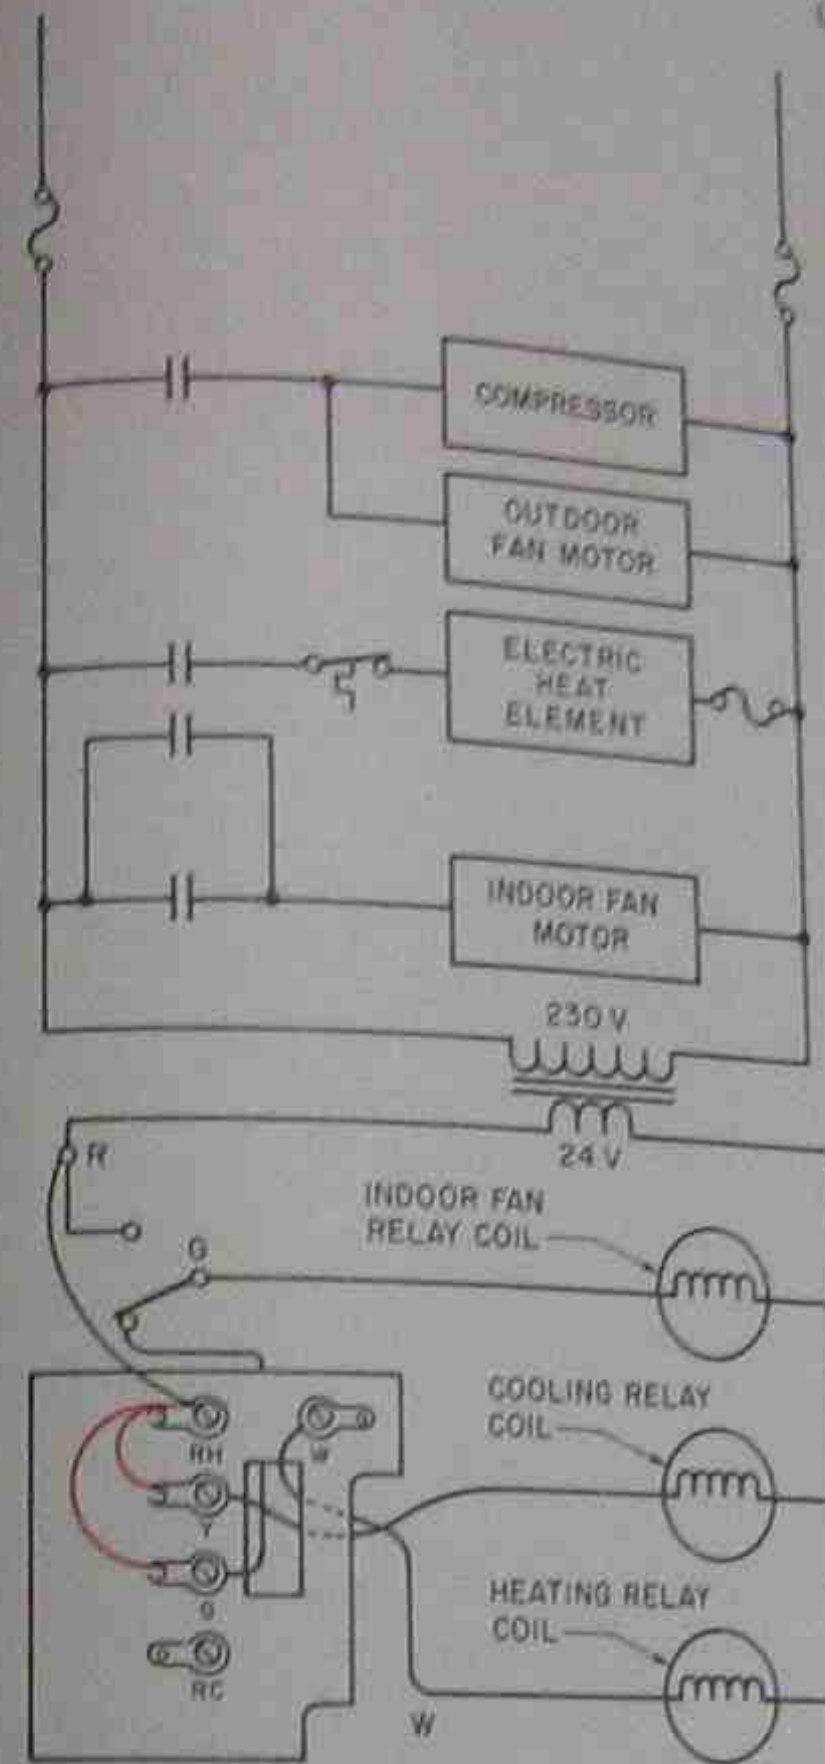 COMPRESSOR
OUTDOOR
FAN MOTOR
ELECTRIC
HEAT
ELEMENT
INDOOR FAN
MOTOR
230 V
24 V
R
INDOOR FAN
RELAY COIL
G
COOLING RELAY
COIL
RH
W
Y
G
HEATING RELAY
COIL
RC
W